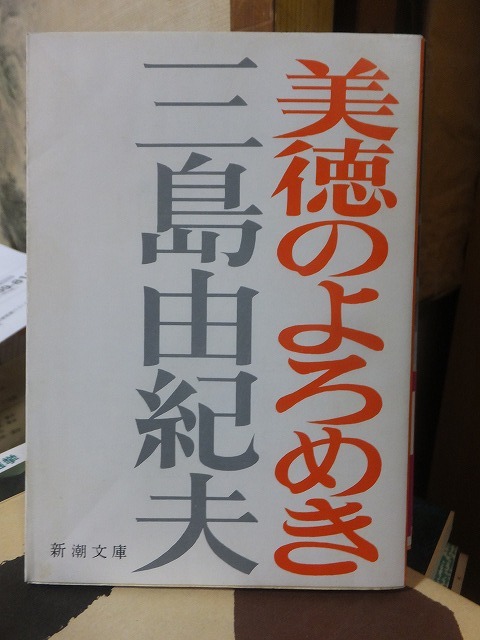 美徳のよろめき
三島由紀夫
新潮文庫